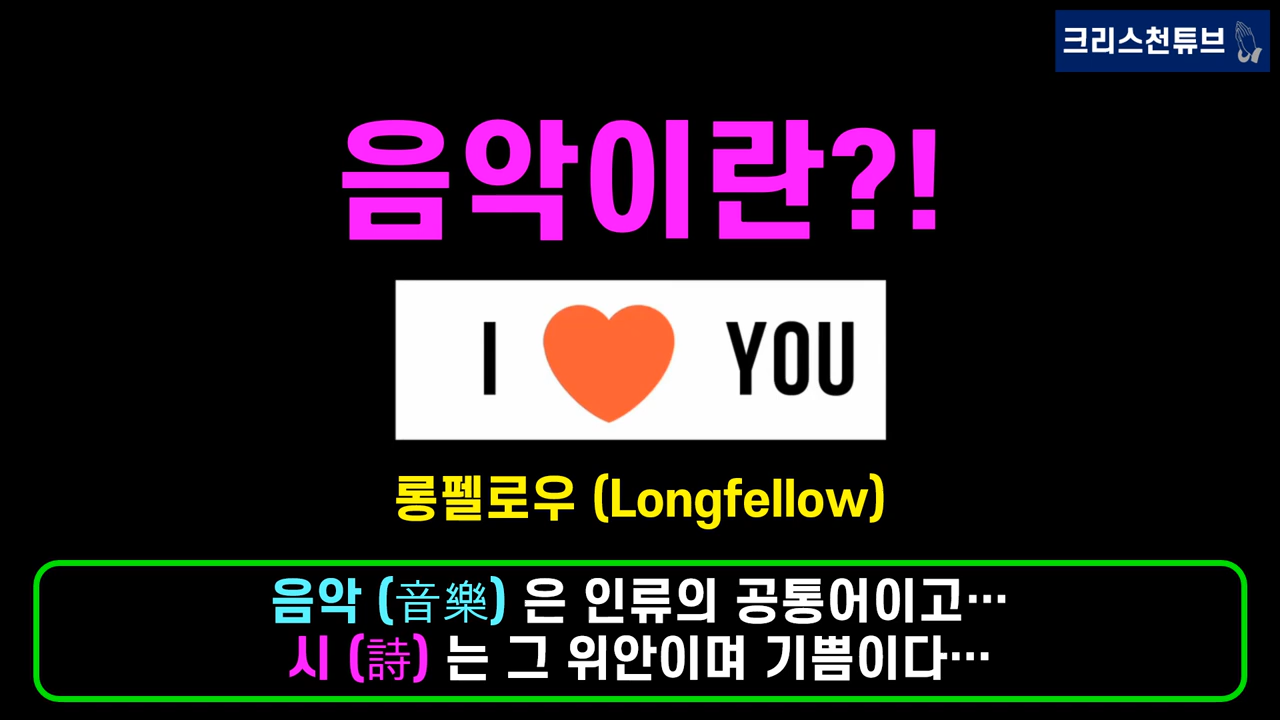 크리스천튜브
음악이란?!
I YOU
롱펠로우 (Longfellow)
음악 (音樂) 은 인류의 공통어이고…
시 (詩) 는 그 위안이며 기쁨이다…